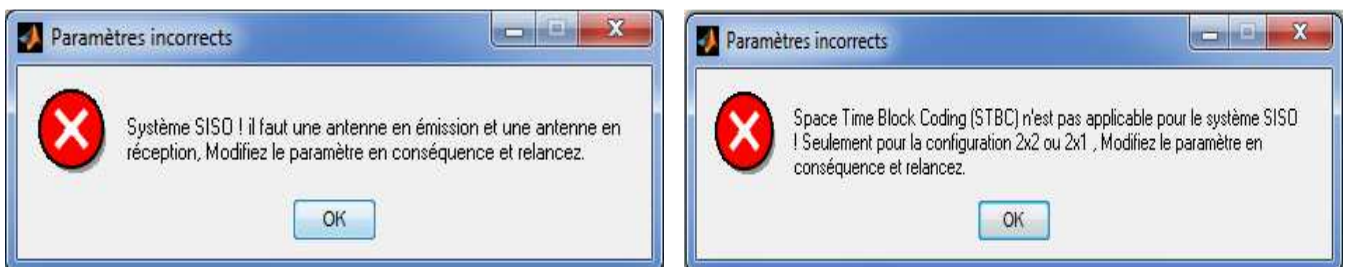 Paramètres incorrects
Système SISO ! il faut une antenne en émission et une antenne en
réception, Modifiez le paramètre en conséquence et relancez.
OK
Paramètres incorrects
Space Time Block Coding (STBC) n'est pas applicable pour le système SISO
! Seulement pour la configuration 2x2 ou 2x1 , Modifiez le paramètre en
conséquence et relancez.
OK